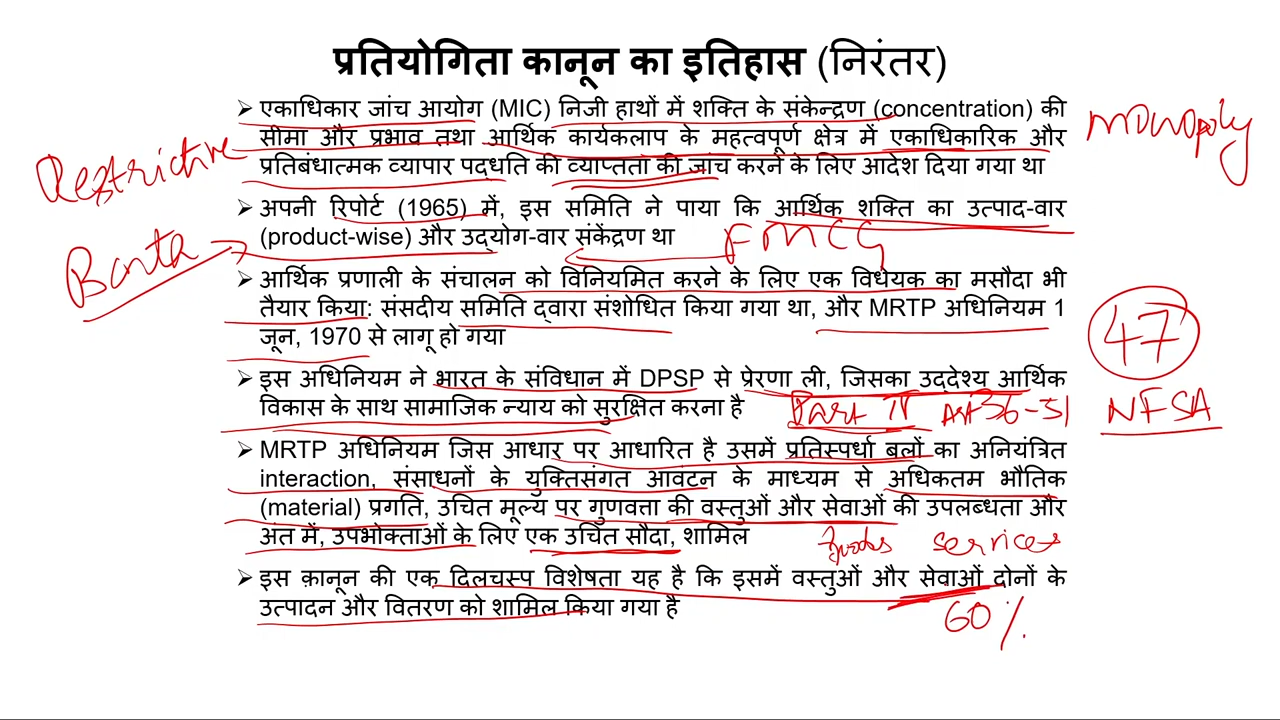 प्रतियोगिता कानून का इतिहास (निरंतर)
➢ एकाधिकार जांच आयोग (MIC) निजी हाथों में शक्ति के संकेन्द्रण (concentration) की
सीमा और प्रभाव तथा आर्थिक कार्यकलाप के महत्वपूर्ण क्षेत्र में एकाधिकारिक और
प्रतिबंधात्मक व्यापार पद्धति की व्याप्तता की जांच करने के लिए आदेश दिया गया था
Monopoly
Restrictive
➢ अपनी रिपोर्ट (1965) में, इस समिति ने पाया कि आर्थिक शक्ति का उत्पाद-वार
(product-wise) और उद्योग-वार संकेंद्रण था
FMCG
➢ आर्थिक प्रणाली के संचालन को विनियमित करने के लिए एक विधेयक का मसौदा भी
तैयार किया: संसदीय समिति द्वारा संशोधित किया गया था, और MRTP अधिनियम 1
जून, 1970 से लागू हो गया
47
➢ इस अधिनियम ने भारत के संविधान में DPSP से प्रेरणा ली, जिसका उद्देश्य आर्थिक
विकास के साथ सामाजिक न्याय को सुरक्षित करना है
Part IV Art 36-51
NFSA
➢ MRTP अधिनियम जिस आधार पर आधारित है उसमें प्रतिस्पर्धा बलों का अनियंत्रित
interaction, संसाधनों के युक्तिसंगत आवंटन के माध्यम से अधिकतम भौतिक
(material) प्रगति, उचित मूल्य पर गुणवत्ता की वस्तुओं और सेवाओं की उपलब्धता और
अंत में, उपभोक्ताओं के लिए एक उचित सौदा, शामिल
Goods services
➢ इस क़ानून की एक दिलचस्प विशेषता यह है कि इसमें वस्तुओं और सेवाओं दोनों के
उत्पादन और वितरण को शामिल किया गया है
60%